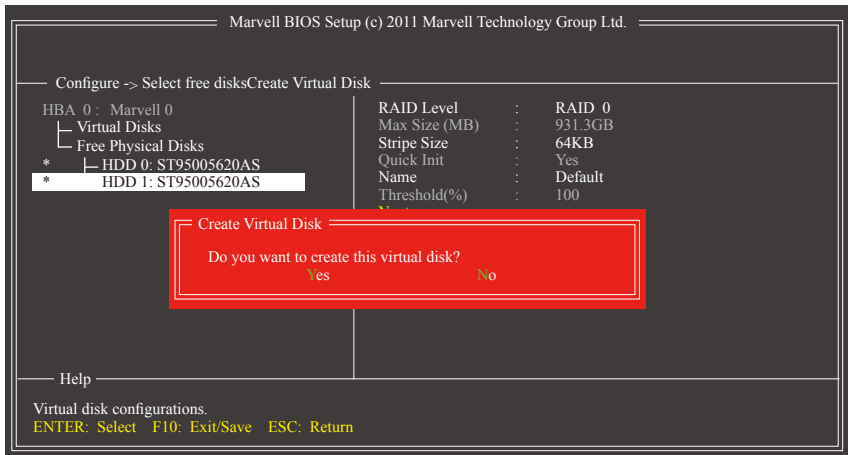 Marvell BIOS Setup (c) 2011 Marvell Technology Group Ltd.
Configure -> Select free disksCreate Virtual Disk
HBA 0 : Marvell 0
Virtual Disks
Free Physical Disks
* HDD 0: ST95005620AS
* HDD 1: ST95005620AS
RAID Level : RAID 0
Max Size (MB) : 931.3GB
Stripe Size : 64KB
Quick Init : Yes
Name : Default
Threshold(%) : 100
Create Virtual Disk
Do you want to create this virtual disk?
Yes No
Help
Virtual disk configurations.
ENTER: Select F10: Exit/Save ESC: Return